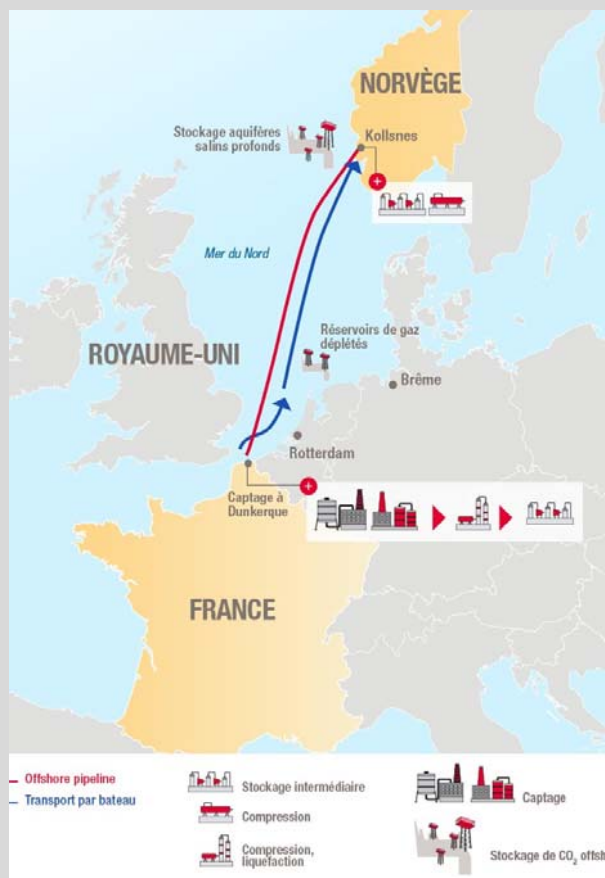 NORVÈGE
Stockage aquifères
salins profonds
Kollsnes
+
Mer du Nord
Réservoirs de gaz
déplétés
ROYAUME-UNI
Brême
Rotterdam
Captage à
Dunkerque
+
FRANCE
Offshore pipeline
Transport par bateau
Stockage intermédiaire
Compression
Compression,
liquefaction
Captage
Stockage de CO₂ offsh